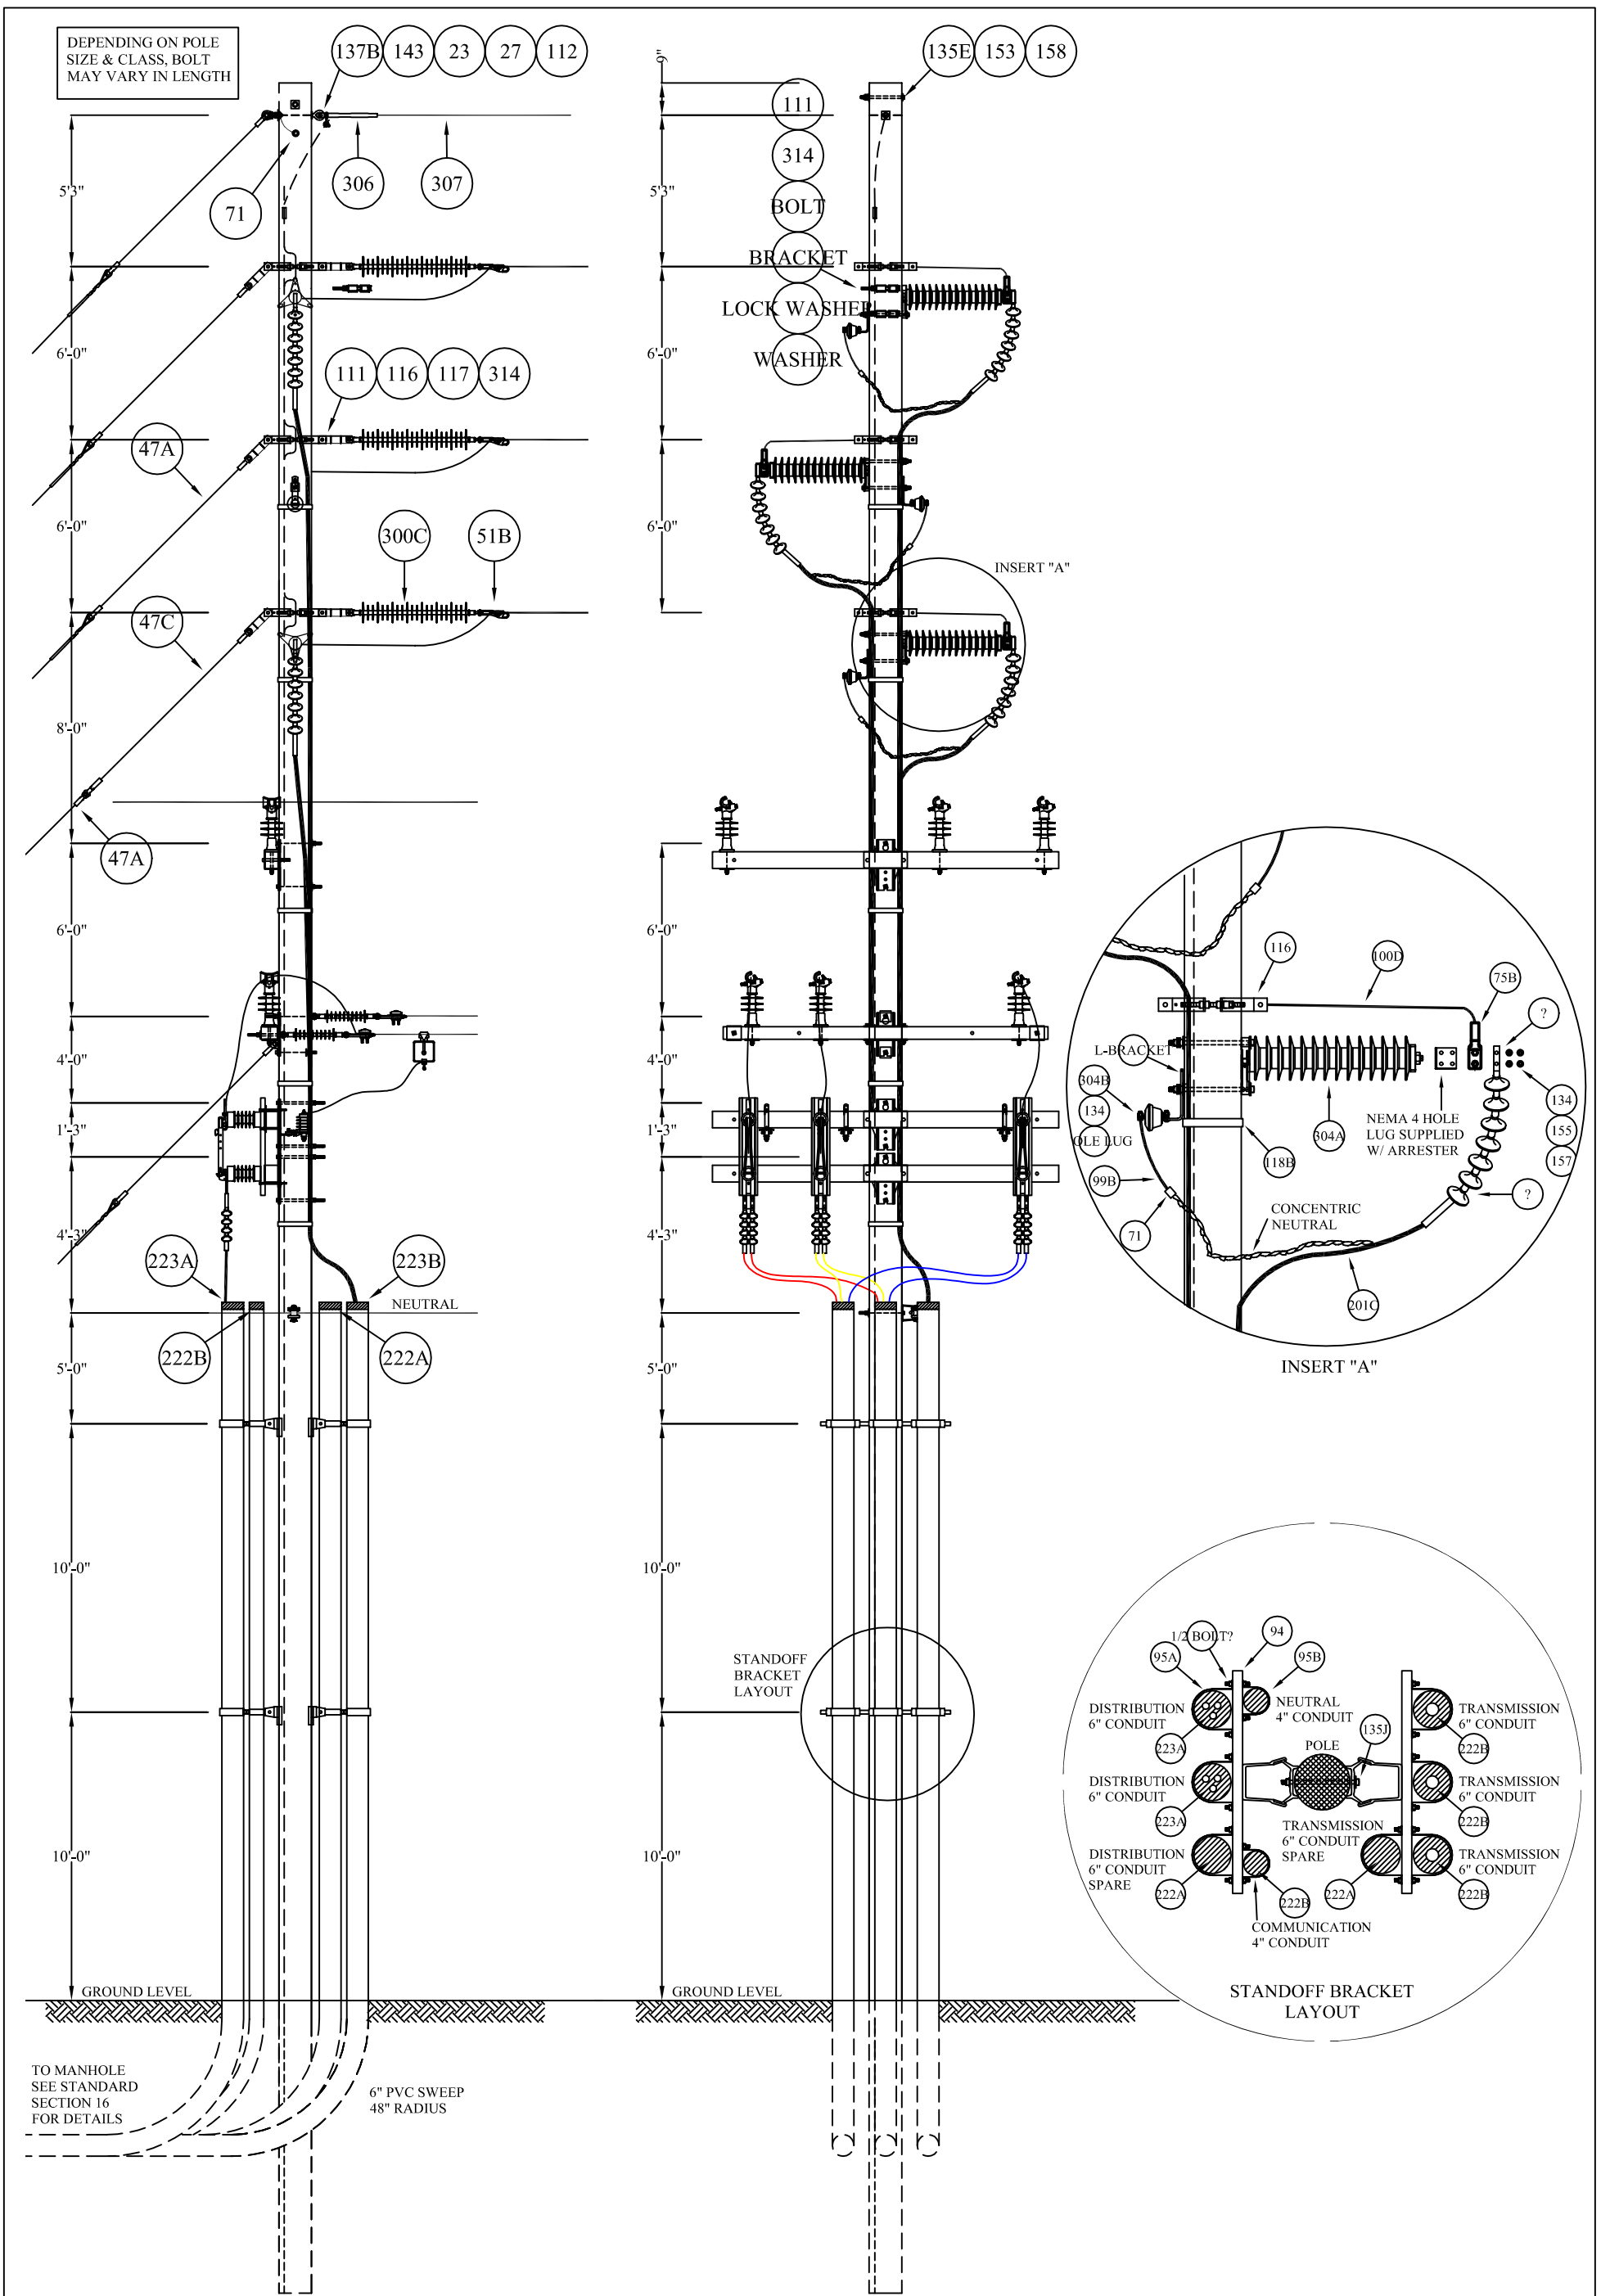 DEPENDING ON POLE
SIZE & CLASS, BOLT
MAY VARY IN LENGTH
137B 143 23 27 112
71
306
307
5'3"
6'-0"
111 116 117 314
47A
6'-0"
300C
51B
47C
8'-0"
47A
6'-0"
4'-0"
1'-3"
4'-3"
223A
223B
NEUTRAL
222B
222A
5'-0"
10'-0"
10'-0"
GROUND LEVEL
TO MANHOLE
SEE STANDARD
SECTION 16
FOR DETAILS
6" PVC SWEEP
48" RADIUS
9"
135E 153 158
111
314
BOLT
BRACKET
LOCK WASHER
WASHER
5'3"
6'-0"
6'-0"
INSERT "A"
6'-0"
4'-0"
1'-3"
4'-3"
5'-0"
10'-0"
STANDOFF
BRACKET
LAYOUT
10'-0"
GROUND LEVEL
116
100D
75B
?
L-BRACKET
304B
134
OLE LUG
99B
71
118B
304A
NEMA 4 HOLE
LUG SUPPLIED
W/ ARRESTER
134
155
157
?
CONCENTRIC
NEUTRAL
201C
INSERT "A"
1/2 BOLT?
94
95A
95B
DISTRIBUTION
6" CONDUIT
223A
NEUTRAL
4" CONDUIT
135J
POLE
TRANSMISSION
6" CONDUIT
222B
DISTRIBUTION
6" CONDUIT
223A
TRANSMISSION
6" CONDUIT
222B
TRANSMISSION
6" CONDUIT
SPARE
DISTRIBUTION
6" CONDUIT
SPARE
222A
222B
222A
TRANSMISSION
6" CONDUIT
222B
COMMUNICATION
4" CONDUIT
STANDOFF BRACKET
LAYOUT